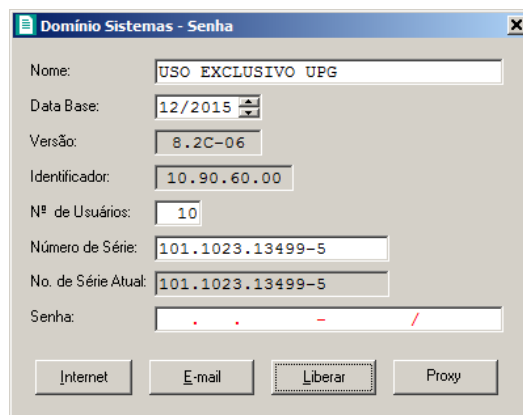 Domínio Sistemas - Senha
Nome: USO EXCLUSIVO UPG
Data Base: 12/2015
Versão: 8.2C-06
Identificador: 10.90.60.00
Nº de Usuários: 10
Número de Série: 101.1023.13499-5
No. de Série Atual: 101.1023.13499-5
Senha: . . - /
Internet E-mail Liberar Proxy